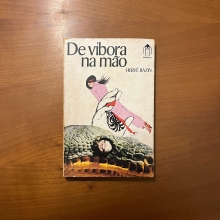 De víbora
na mão
HERVÉ BAZIN